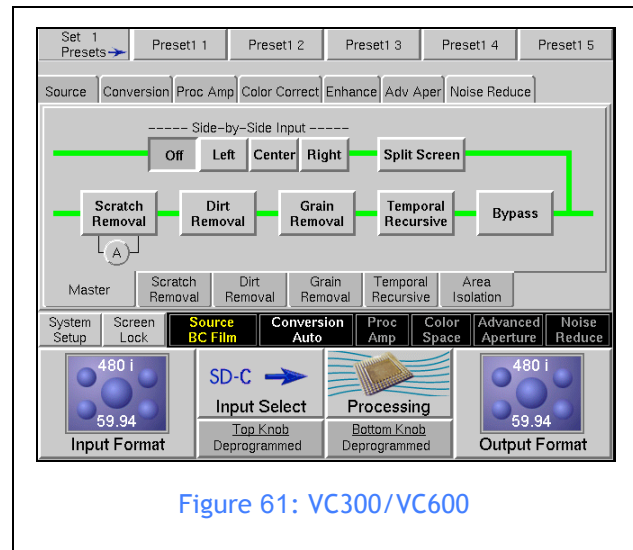 Set 1
Presets
Preset1 1
Preset1 2
Preset1 3
Preset1 4
Preset1 5
Source
Conversion
Proc Amp
Color Correct
Enhance
Adv Aper
Noise Reduce
----- Side-by-Side Input ----
Off
Left
Center
Right
Split Screen
Scratch
Removal
Dirt
Removal
Grain
Removal
Temporal
Recursive
Bypass
A
Master
Scratch
Removal
Dirt
Removal
Grain
Removal
Temporal
Recursive
Area
Isolation
System
Setup
Screen
Lock
Source
BC Film
Conversion
Auto
Proc
Amp
Color
Space
Advanced
Aperture
Noise
Reduce
480 i
59.94
Input Format
SD-C
Input Select
Processing
480 i
59.94
Output Format
Top Knob
Deprogrammed
Bottom Knob
Deprogrammed
Figure 61: VC300/VC600